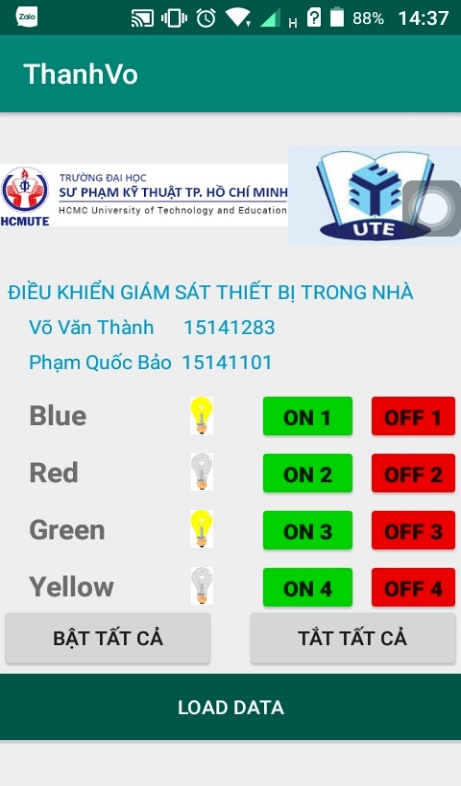 Zalo
H
?
88%
14:37
ThanhVo
TRƯỜNG ĐẠI HỌC
SƯ PHẠM KỸ THUẬT TP. HỒ CHÍ MINH
HCMC University of Technology and Education
HCMUTE
UTE
ĐIỀU KHIỂN GIÁM SÁT THIẾT BỊ TRONG NHÀ
Võ Văn Thành 15141283
Phạm Quốc Bảo 15141101
Blue ON 1 OFF 1
Red ON 2 OFF 2
Green ON 3 OFF 3
Yellow ON 4 OFF 4
BẬT TẤT CẢ TẮT TẤT CẢ
LOAD DATA